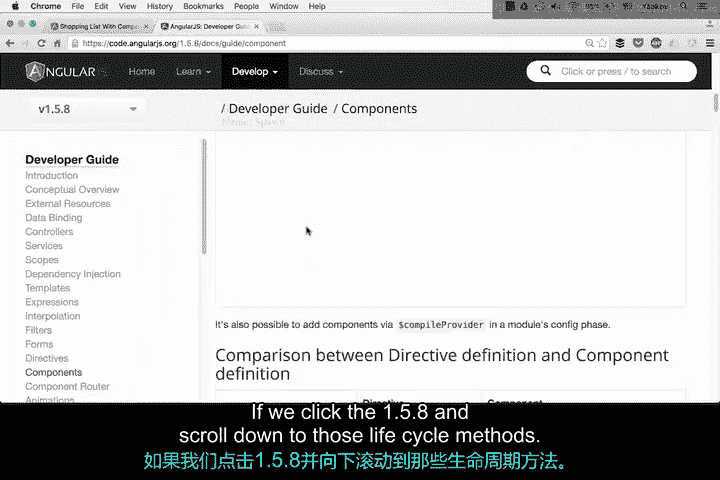 Chrome File Edit View History Bookmarks People Window Help
Shopping List With Compo
AngularJS: Developer Guid
https://code.angularjs.org/1.5.8/docs/guide/component
ANGULAR Home Learn Develop Discuss Click or press / to search
v1.5.8
/ Developer Guide / Components
Developer Guide
Introduction
Conceptual Overview
External Resources
Data Binding
Controllers
Services
Scopes
Dependency Injection
Templates
Expressions
Interpolation
Filters
Forms
Directives
Components
Component Router
Animations
It's also possible to add components via $compileProvider in a module's config phase.
Comparison between Directive definition and Component
definition
Directive Component
If we click the 1.5.8 and
scroll down to those life cycle methods.
如果我们点击1.5.8并向下滚动到那些生命周期方法。